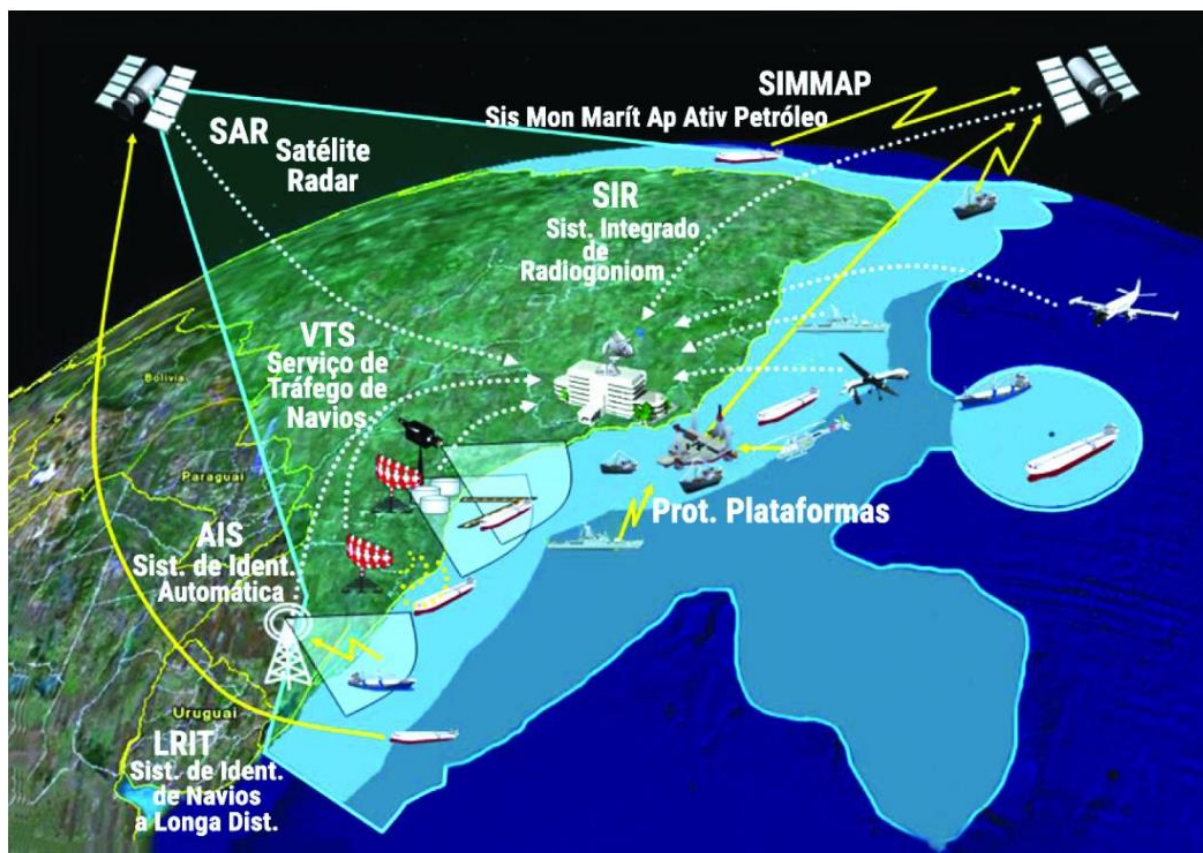 SIMMAP
Sis Mon Marít Ap Ativ Petróleo
SAR
Satélite
Radar
SIR
Sist. Integrado
de
Radiogoniom
VTS
Serviço de
Tráfego de
Navios
Bolívia
Paraguai
Prot. Plataformas
AIS
Sist. de Ident.
Automática
Uruguai
LRIT
Sist. de Ident.
de Navios
a Longa Dist.